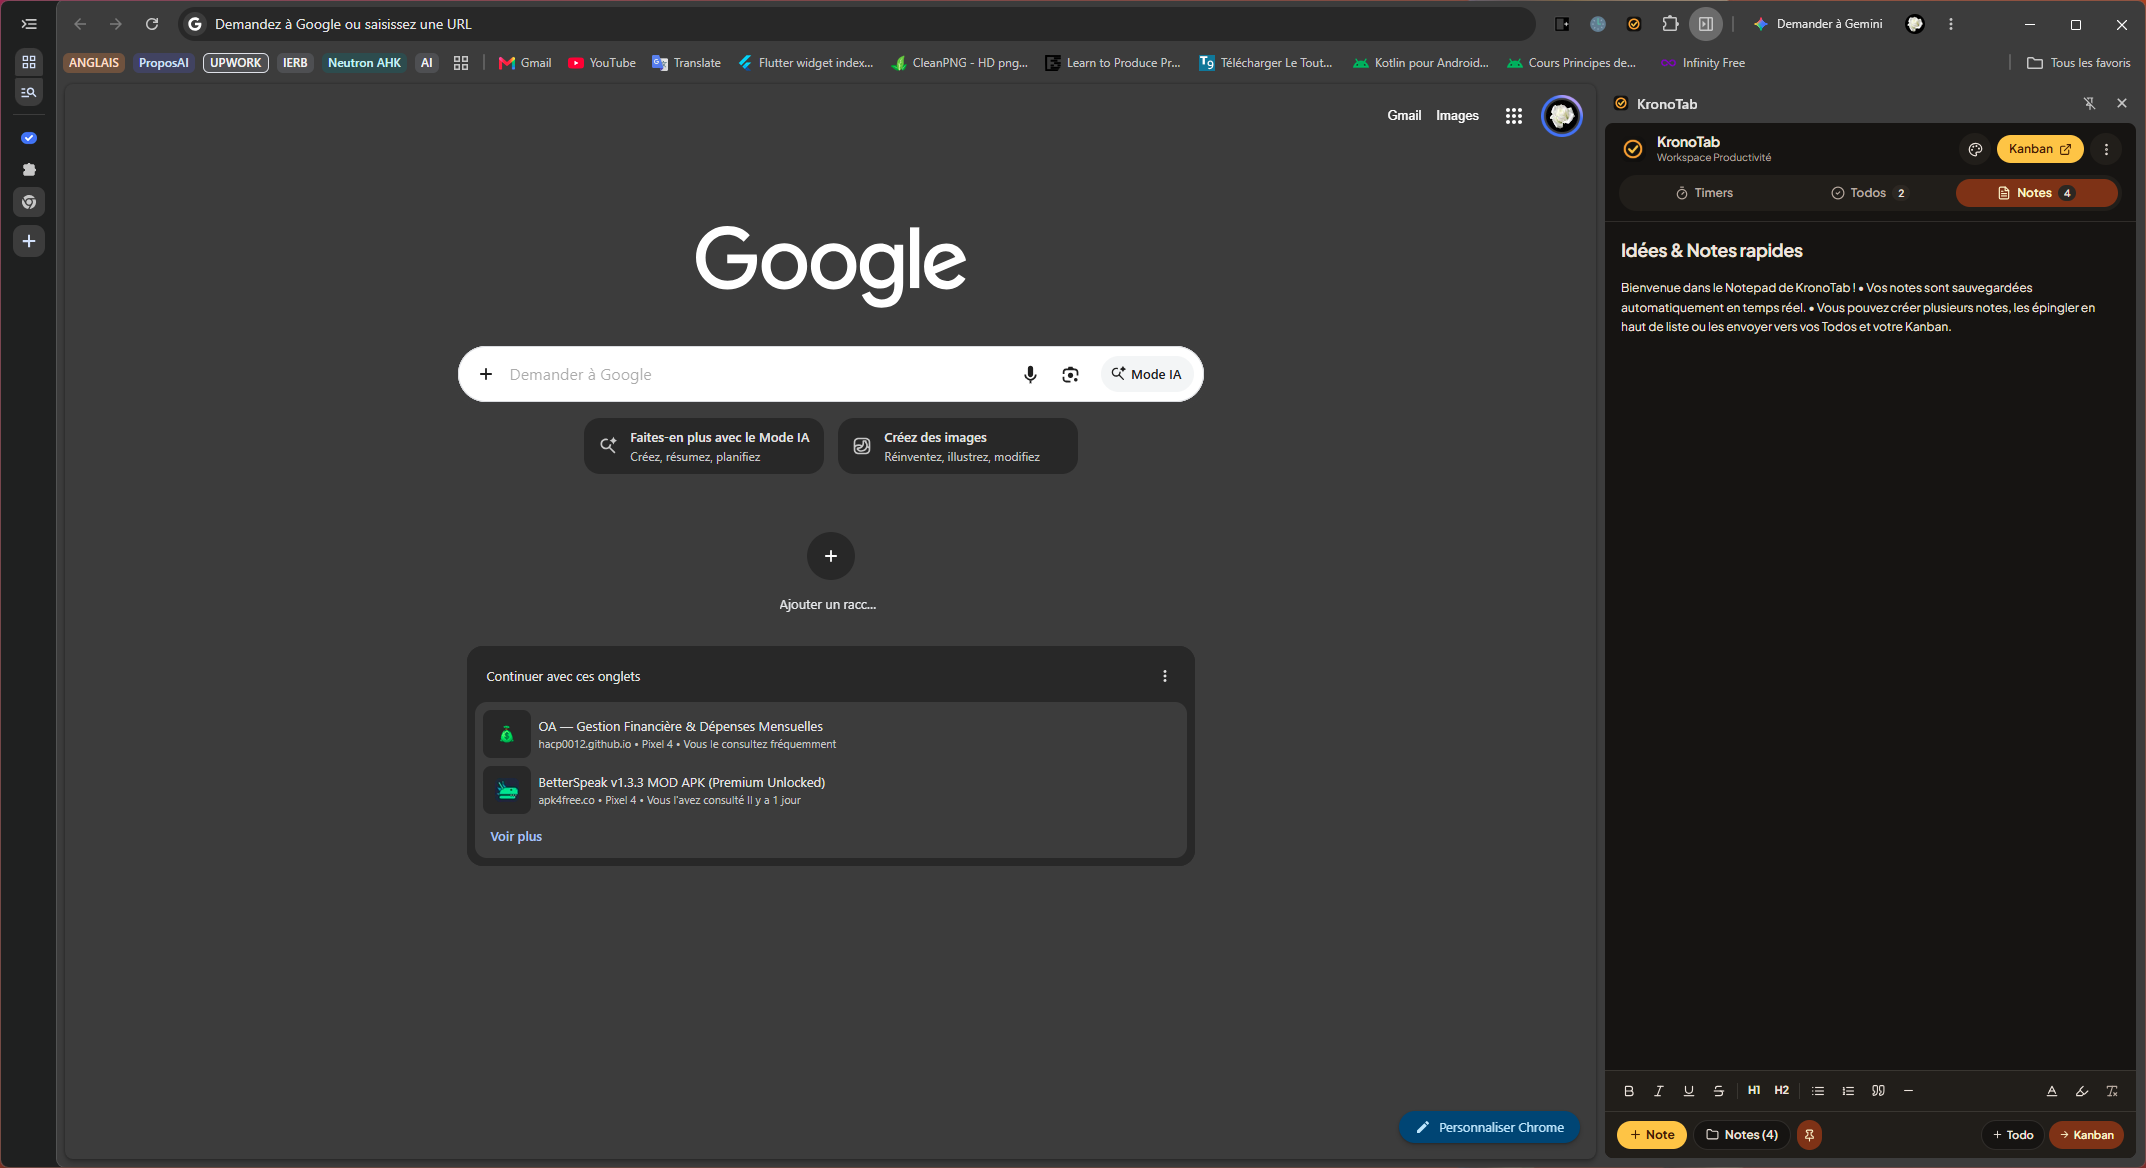 Demandez à Google ou saisissez une URL
Demander à Gemini
ANGLAIS ProposAI UPWORK IERB Neutron AHK AI Gmail YouTube Translate Flutter widget index... CleanPNG - HD png... Learn to Produce Pr... Télécharger Le Tout... Kotlin pour Android... Cours Principes de... Infinity Free Tous les favoris
Gmail Images
Google
Demander à Google
Mode IA
Faites-en plus avec le Mode IA
Créez, résumez, planifiez
Créez des images
Réinventez, illustrez, modifiez
Ajouter un racc...
Continuer avec ces onglets
OA — Gestion Financière & Dépenses Mensuelles
hacp0012.github.io • Pixel 4 • Vous le consultez fréquemment
BetterSpeak v1.3.3 MOD APK (Premium Unlocked)
apk4free.co • Pixel 4 • Vous l'avez consulté Il y a 1 jour
Voir plus
Personnaliser Chrome
KronoTab
KronoTab
Workspace Productivité
Kanban
Timers Todos 2 Notes 4
Idées & Notes rapides
Bienvenue dans le Notepad de KronoTab ! • Vos notes sont sauvegardées
automatiquement en temps réel. • Vous pouvez créer plusieurs notes, les épingler en
haut de liste ou les envoyer vers vos Todos et votre Kanban.
B I U S H1 H2 A
+ Note Notes (4) + Todo → Kanban